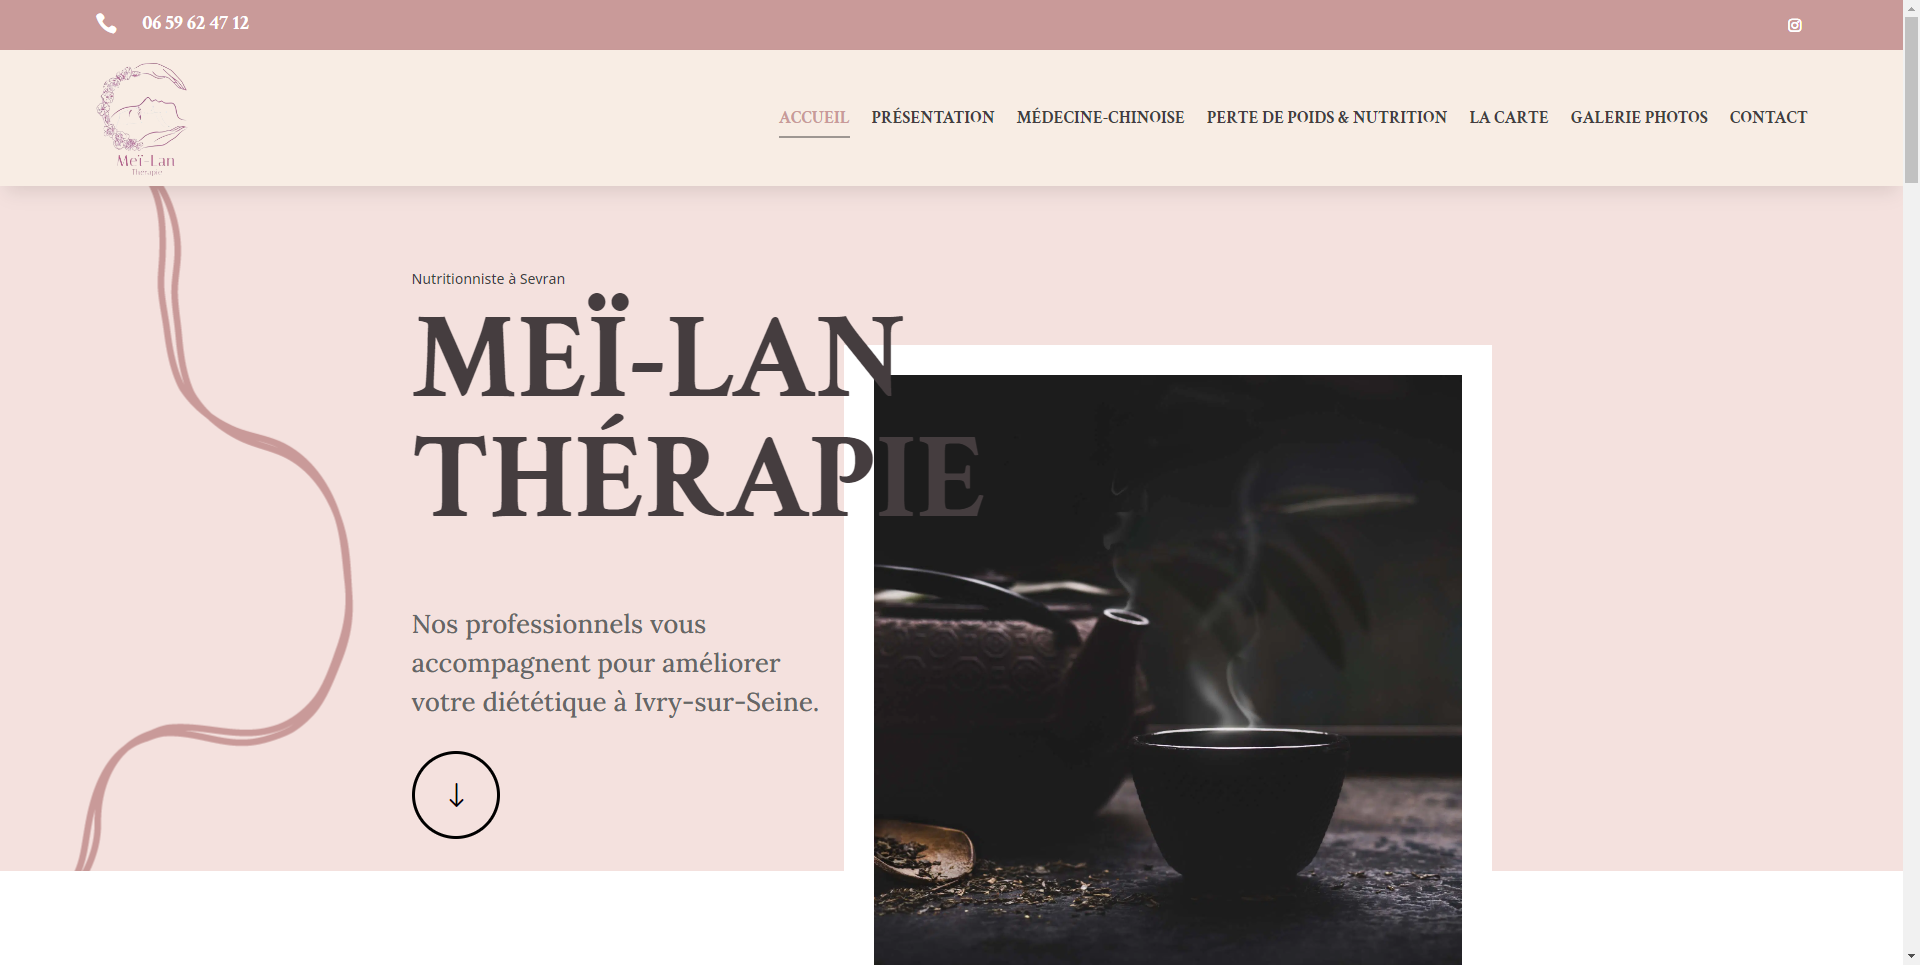 06 59 62 47 12
Meï-Lan
Thérapie
ACCUEIL PRÉSENTATION MÉDECINE-CHINOISE PERTE DE POIDS & NUTRITION LA CARTE GALERIE PHOTOS CONTACT
Nutritionniste à Sevran
MEÏ-LAN
THÉRAPIE
Nos professionnels vous
accompagnent pour améliorer
votre diététique à Ivry-sur-Seine.